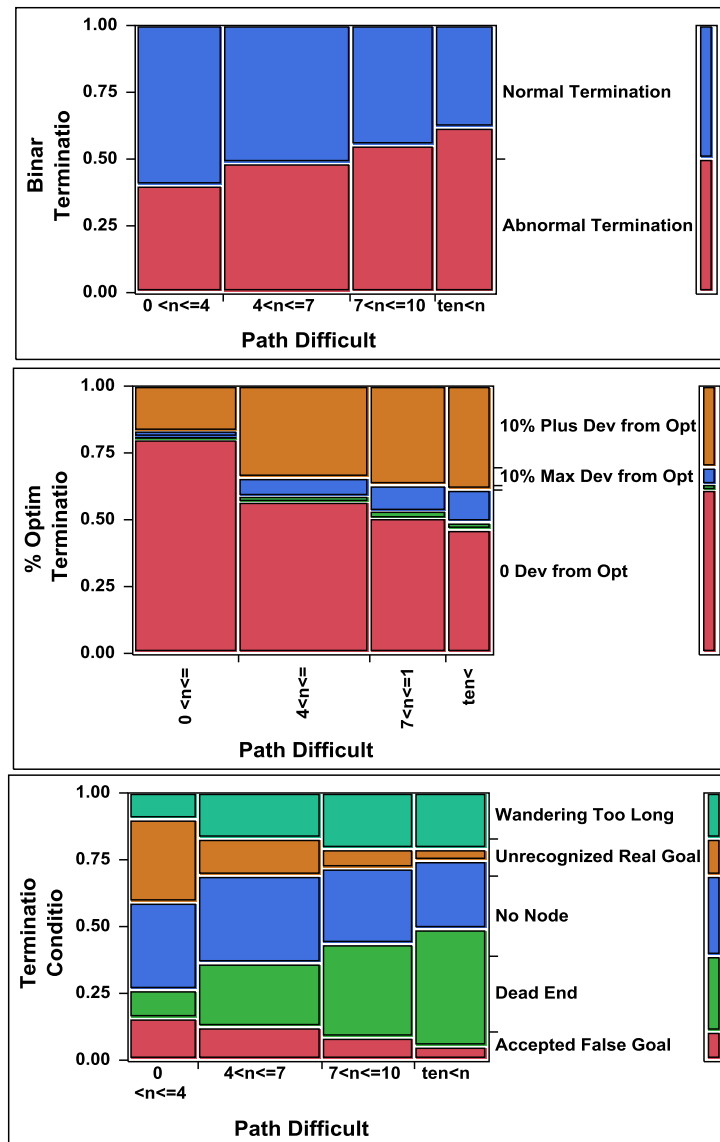 1.00
0.75
0.50
0.25
0.00
Binar
Terminatio
Normal Termination
Abnormal Termination
0 <n<=4
4<n<=7
7<n<=10
ten<n
Path Difficult
1.00
0.75
0.50
0.25
0.00
% Optim
Terminatio
10% Plus Dev from Opt
10% Max Dev from Opt
0 Dev from Opt
0 <n<=
4<n<=
7<n<=1
ten<
Path Difficult
1.00
0.75
0.50
0.25
0.00
Terminatio
Conditio
Wandering Too Long
Unrecognized Real Goal
No Node
Dead End
Accepted False Goal
0
<n<=4
4<n<=7
7<n<=10
ten<n
Path Difficult